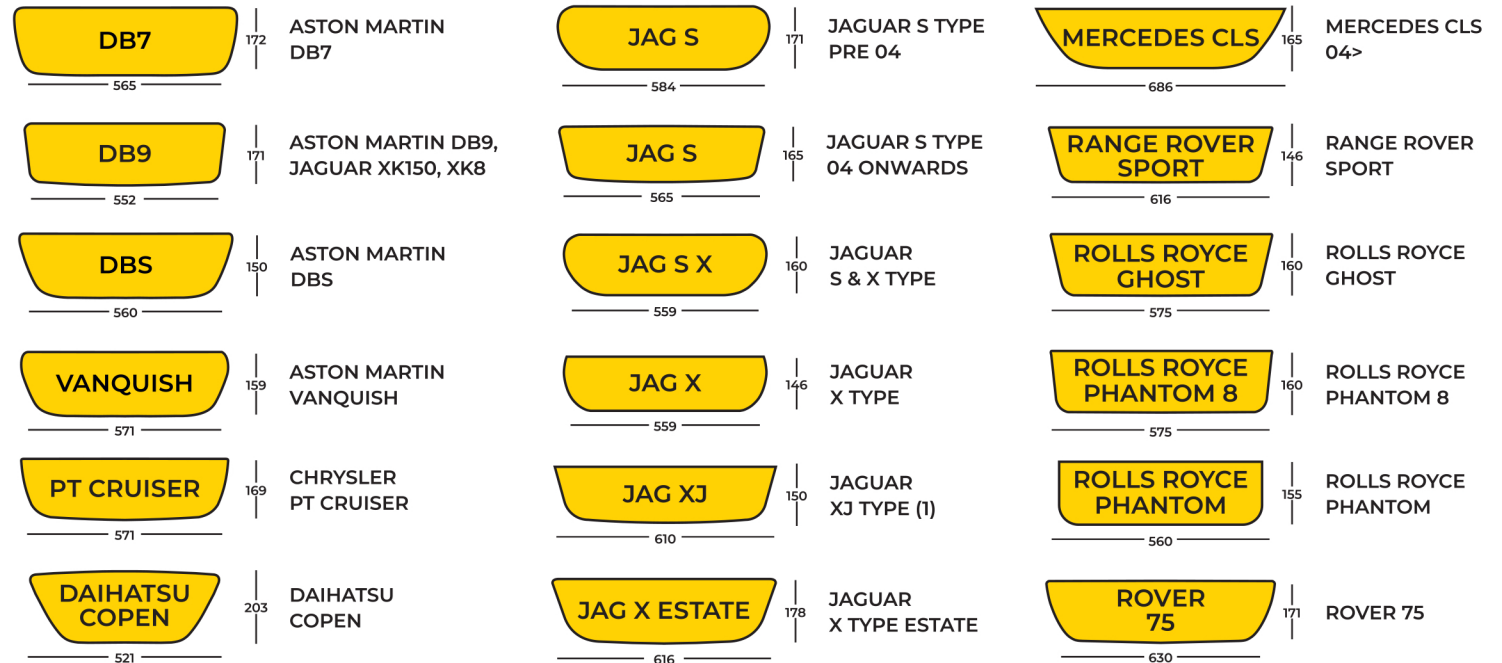 DB7
172
ASTON MARTIN
DB7
565
DB9
171
ASTON MARTIN DB9,
JAGUAR XK150, XK8
552
DBS
150
ASTON MARTIN
DBS
560
VANQUISH
159
ASTON MARTIN
VANQUISH
571
PT CRUISER
169
CHRYSLER
PT CRUISER
571
DAIHATSU
COPEN
203
DAIHATSU
COPEN
521
JAG S
171
JAGUAR S TYPE
PRE 04
584
JAG S
165
JAGUAR S TYPE
04 ONWARDS
565
JAG S X
160
JAGUAR
S & X TYPE
559
JAG X
146
JAGUAR
X TYPE
559
JAG XJ
150
JAGUAR
XJ TYPE (1)
610
JAG X ESTATE
178
JAGUAR
X TYPE ESTATE
616
MERCEDES CLS
165
MERCEDES CLS
04>
686
RANGE ROVER
SPORT
146
RANGE ROVER
SPORT
616
ROLLS ROYCE
GHOST
160
ROLLS ROYCE
GHOST
575
ROLLS ROYCE
PHANTOM 8
160
ROLLS ROYCE
PHANTOM 8
575
ROLLS ROYCE
PHANTOM
155
ROLLS ROYCE
PHANTOM
560
ROVER
75
171
ROVER 75
630